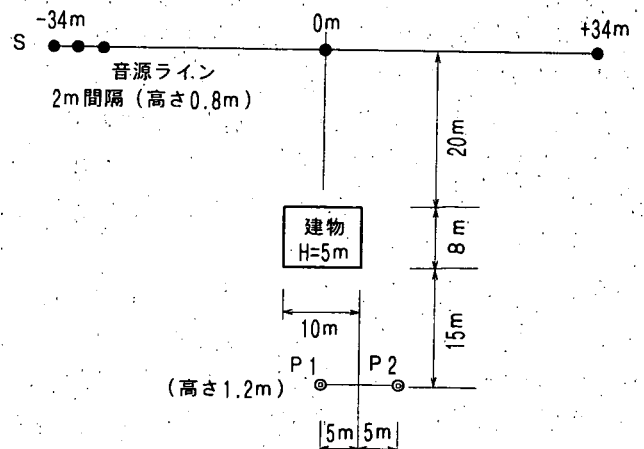 -34m
0m
+34m
S
音源ライン
2m間隔（高さ0.8m）
20m
建物
H=5m
8m
10m
15m
P1
P2
（高さ1.2m）
5m
5m